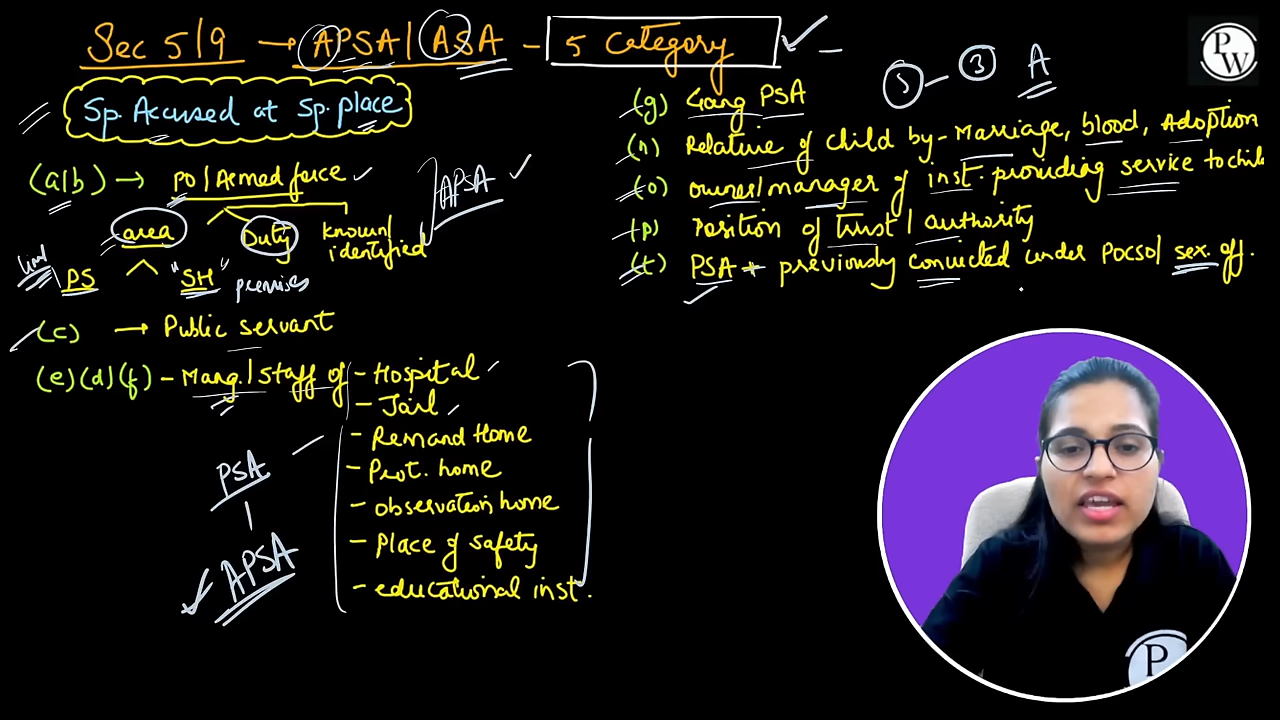 Sec 5/9 → APSA/ASA - 5 Category
Sp. Accused at Sp. place
(a/b) → PO/Armed force
APSA
area Duty known/
identified
PS "SH" premises
(c) → Public servant
(e)(d)(f) - Mang./Staff of - Hospital
- Jail
- Remand Home
- Prot. home
- observation home
- Place of safety
- educational inst.
PSA
APSA
5 - 3 A
(g) Gang PSA
(n) Relative of child by - Marriage, blood, Adoption
(o) owner/manager of inst. providing service to child
(p) Position of trust/authority
(t) PSA + previously convicted under Pocso/ sex. off.
PW
P